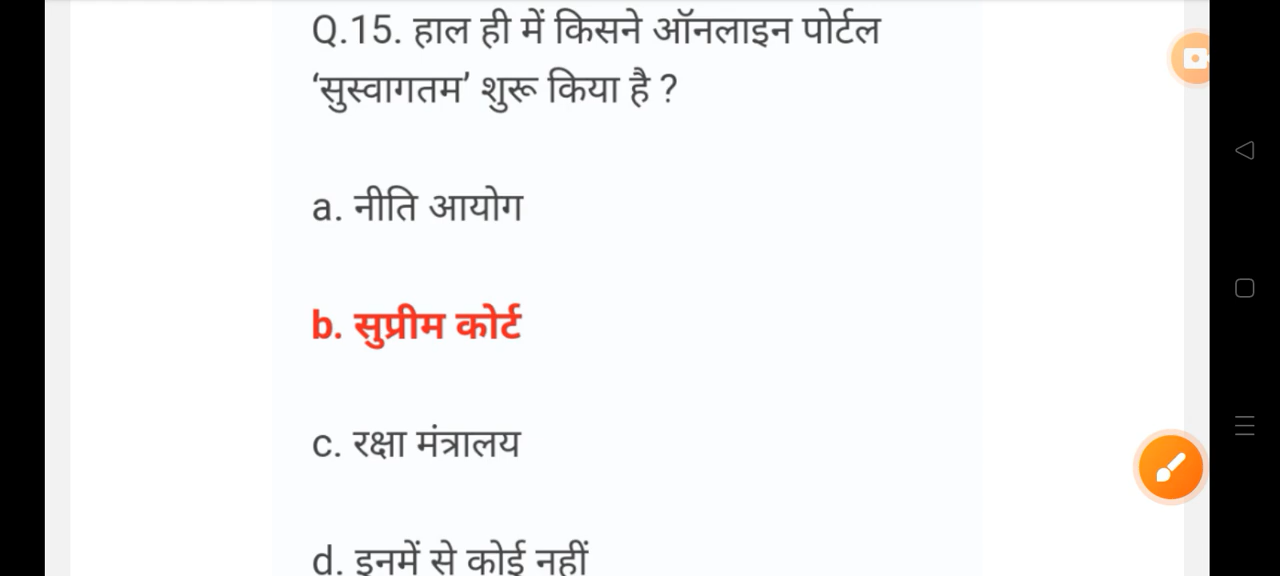 Q.15. हाल ही में किसने ऑनलाइन पोर्टल
‘सुस्वागतम’ शुरू किया है ?
a. नीति आयोग
b. सुप्रीम कोर्ट
c. रक्षा मंत्रालय
d. इनमें से कोई नहीं